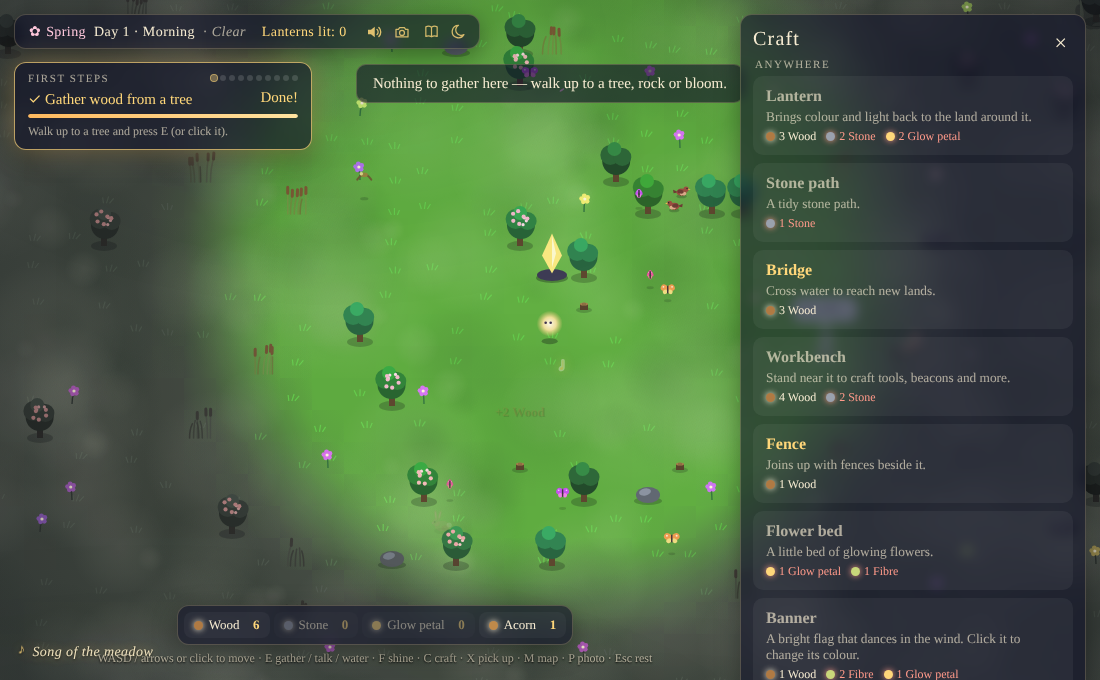 Spring Day 1 · Morning · Clear Lanterns lit: 0
FIRST STEPS
Gather wood from a tree Done!
Walk up to a tree and press E (or click it).
Nothing to gather here — walk up to a tree, rock or bloom.
+2 Wood
Wood 6 Stone 0 Glow petal 0 Acorn 1
♪ Song of the meadow
WASD / arrows or click to move · E gather / talk / water · F shine · C craft · X pick up · M map · P photo · Esc rest
Craft ×
ANYWHERE
Lantern
Brings colour and light back to the land around it.
3 Wood 2 Stone 2 Glow petal
Stone path
A tidy stone path.
1 Stone
Bridge
Cross water to reach new lands.
3 Wood
Workbench
Stand near it to craft tools, beacons and more.
4 Wood 2 Stone
Fence
Joins up with fences beside it.
1 Wood
Flower bed
A little bed of glowing flowers.
1 Glow petal 1 Fibre
Banner
A bright flag that dances in the wind. Click it to
change its colour.
1 Wood 2 Fibre 1 Glow petal